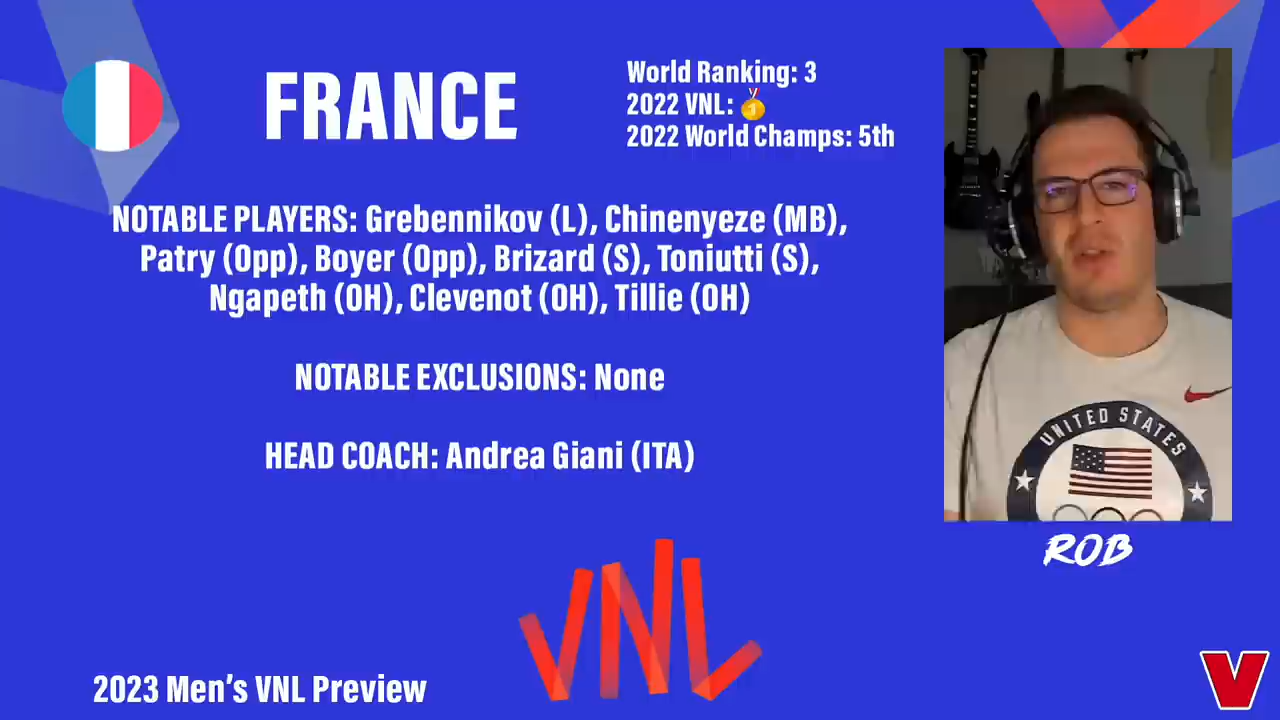 FRANCE
World Ranking: 3
2022 VNL: 🥇
2022 World Champs: 5th
NOTABLE PLAYERS: Grebennikov (L), Chinenyeze (MB),
Patry (Opp), Boyer (Opp), Brizard (S), Toniutti (S),
Ngapeth (OH), Clevenot (OH), Tillie (OH)
NOTABLE EXCLUSIONS: None
HEAD COACH: Andrea Giani (ITA)
UNITED STATES
ROB
VNL
2023 Men's VNL Preview
V